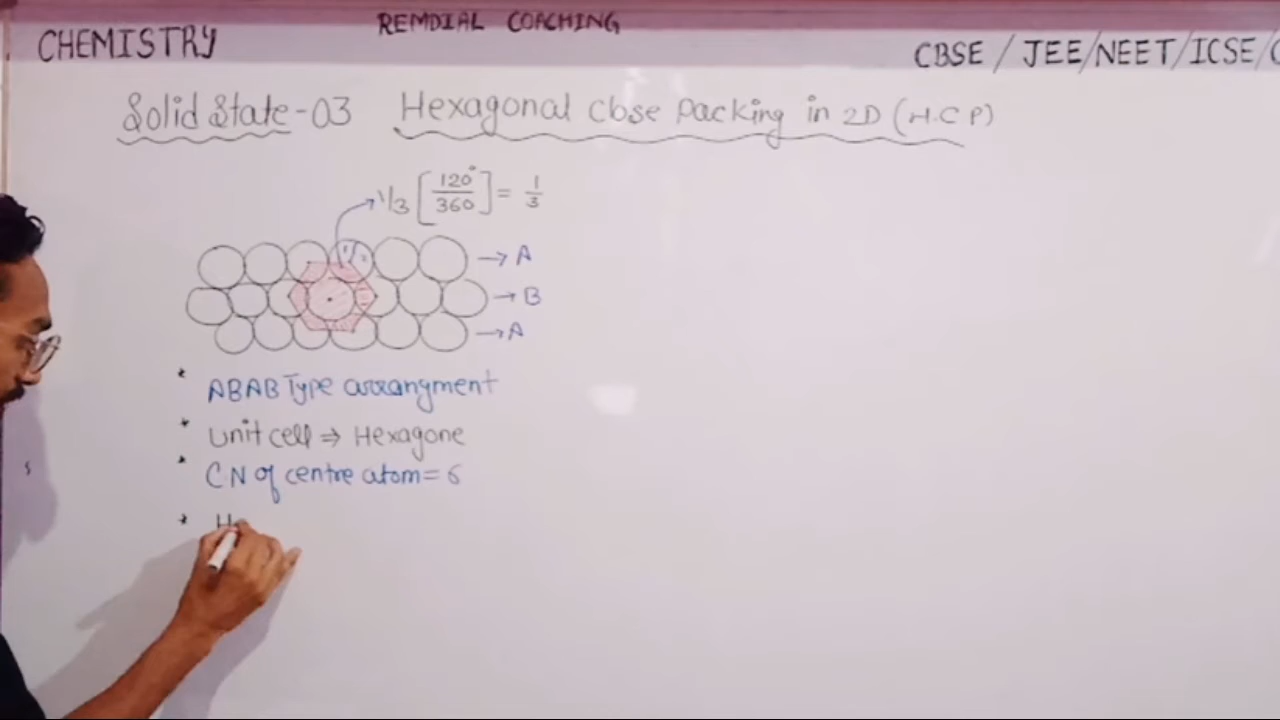 REMDIAL COACHING
CHEMISTRY
CBSE / JEE/NEET/ICSE/
Solid State-03 Hexagonal Close Packing in 2D (H.C P)
1/3 [120°/360] = 1/3
→ A
→ B
→ A
* ABAB Type arrangment
* Unit cell ⇒ Hexagone
* CN of centre atom = 6
* H